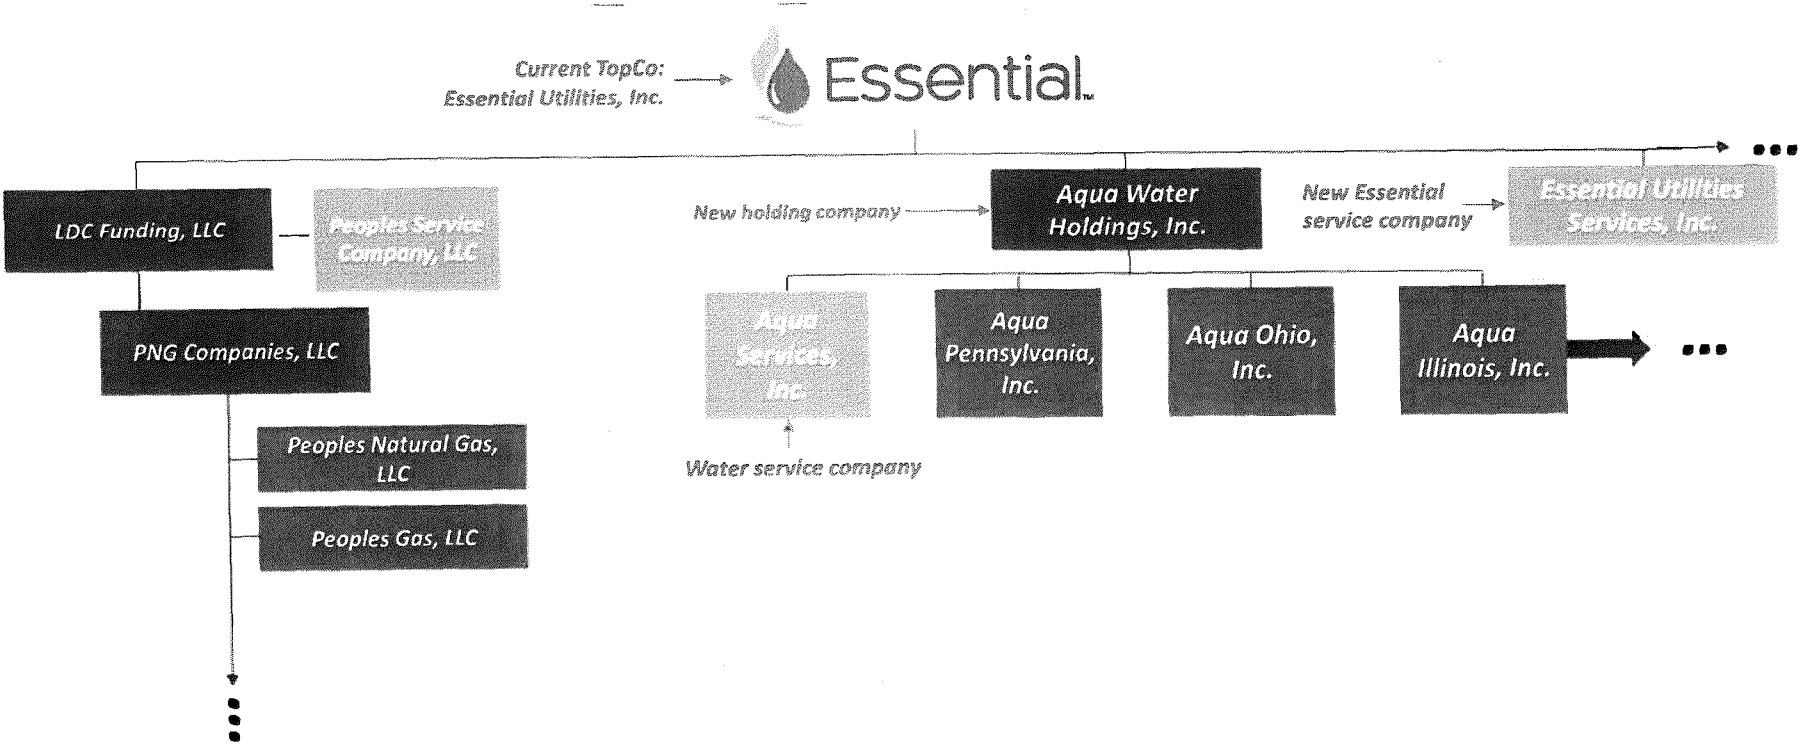 Current TopCo:
Essential Utilities, Inc.
Essential™
LDC Funding, LLC
Peoples Service
Company, LLC
New holding company
Aqua Water
Holdings, Inc.
New Essential
service company
Essential Utilities
Services, Inc.
PNG Companies, LLC
Aqua
Services,
Inc.
Aqua
Pennsylvania,
Inc.
Aqua Ohio,
Inc.
Aqua
Illinois, Inc.
Water service company
Peoples Natural Gas,
LLC
Peoples Gas, LLC